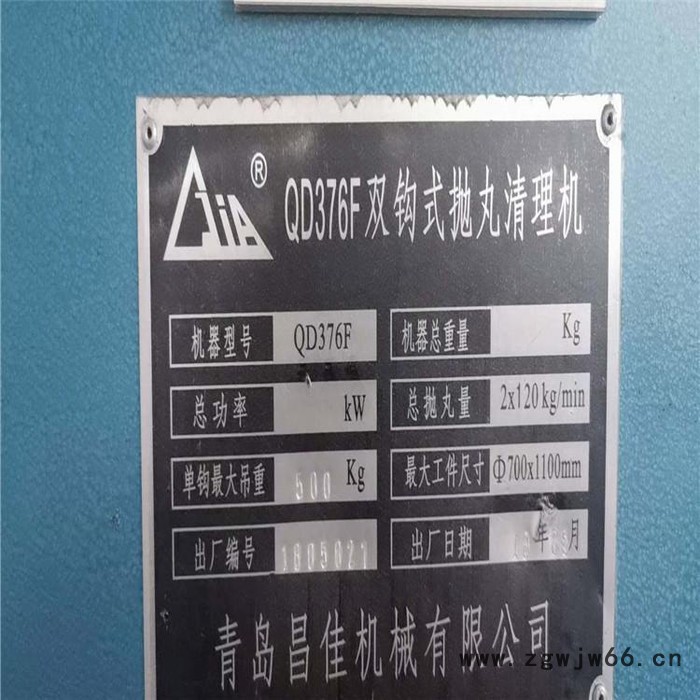 CJiA ® QD376F双钩式抛丸清理机
机器型号 QD376F 机器总重量 Kg
总功率 kW 总抛丸量 2x120kg/min
单钩最大吊重 500 Kg 最大工件尺寸 Φ700x1100mm
出厂编号 1805021 出厂日期 年 月
青岛昌佳机械有限公司
www.zgwjw66.cn